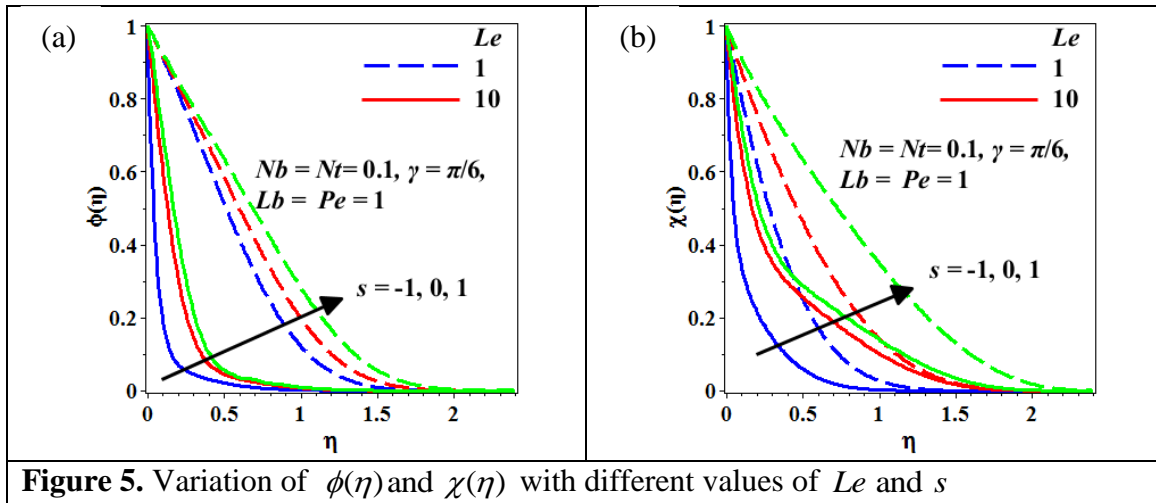 (a)
Le
1
10
Nb = Nt= 0.1, γ = π/6,
Lb = Pe = 1
s = -1, 0, 1
ϕ(η)
1
0.8
0.6
0.4
0.2
0
0 0.5 1 1.5 2
η
(b)
Le
1
10
Nb = Nt= 0.1, γ = π/6,
Lb = Pe = 1
s = -1, 0, 1
χ(η)
1
0.8
0.6
0.4
0.2
0
0 0.5 1 1.5 2
η
Figure 5. Variation of ϕ(η) and χ(η) with different values of Le and s